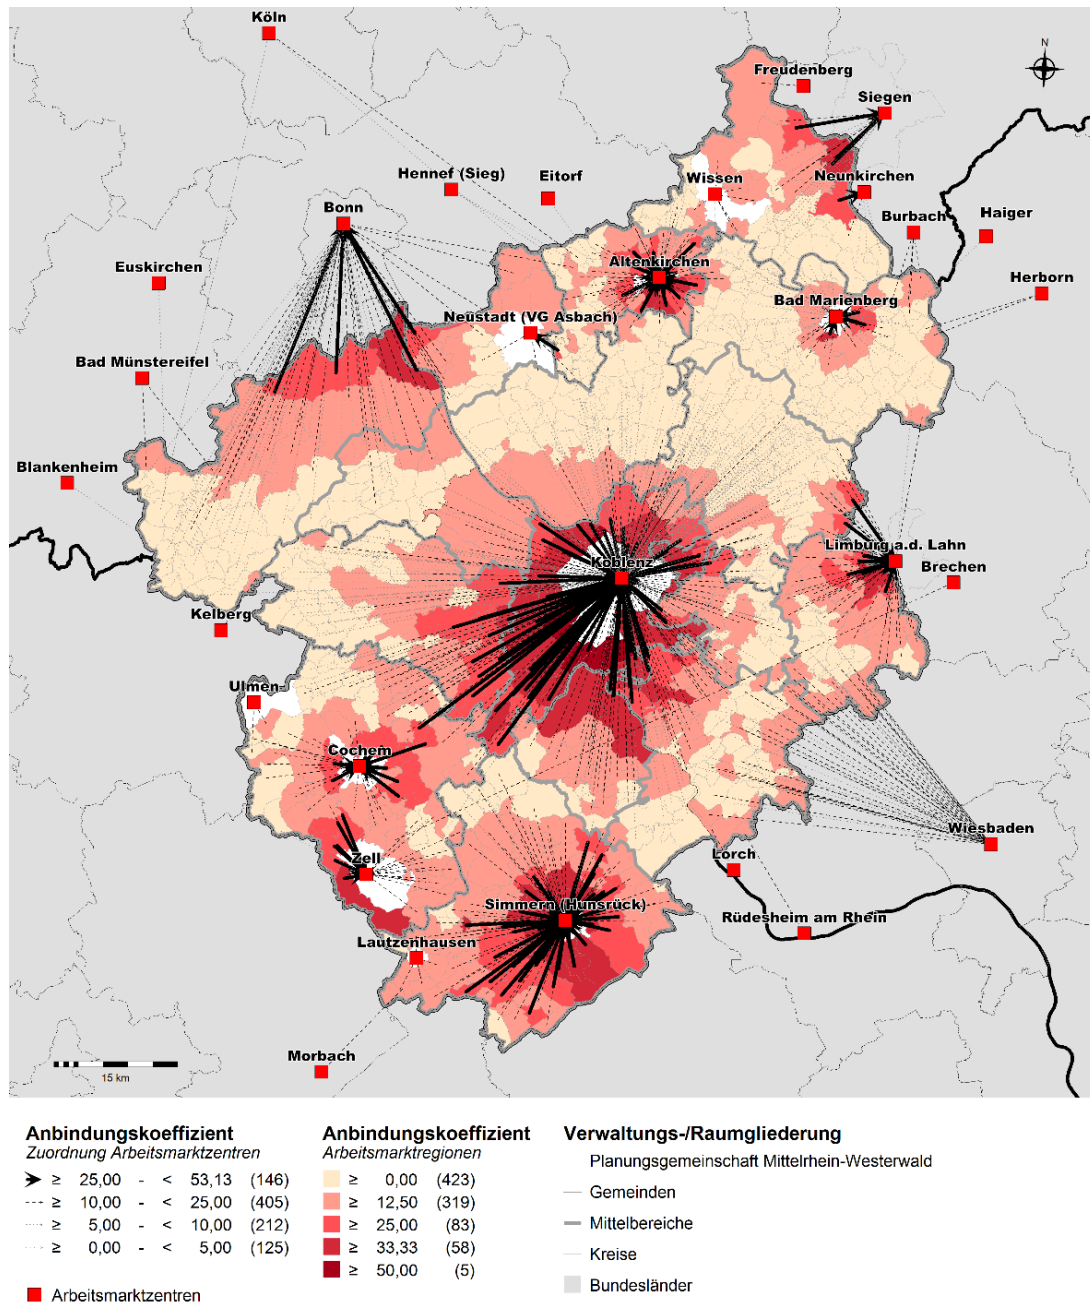 Köln
N
Freudenberg
Siegen
Hennef (Sieg)
Eitorf
Wissen
Neunkirchen
Bonn
Burbach
Haiger
Euskirchen
Altenkirchen
Herborn
Bad Marienberg
Neustadt (VG Asbach)
Bad Münstereifel
Blankenheim
Limburg a.d. Lahn
Koblenz
Brechen
Kelberg
Ulmen
Cochem
Wiesbaden
Zell
Lorch
Simmern (Hunsrück)
Rüdesheim am Rhein
Lautzenhausen
Morbach
15 km
Anbindungskoeffizient
Zuordnung Arbeitsmarktzentren
≥ 25,00 - < 53,13 (146)
≥ 10,00 - < 25,00 (405)
≥ 5,00 - < 10,00 (212)
≥ 0,00 - < 5,00 (125)
Arbeitsmarktzentren
Anbindungskoeffizient
Arbeitsmarktregionen
≥ 0,00 (423)
≥ 12,50 (319)
≥ 25,00 (83)
≥ 33,33 (58)
≥ 50,00 (5)
Verwaltungs-/Raumgliederung
Planungsgemeinschaft Mittelrhein-Westerwald
Gemeinden
Mittelbereiche
Kreise
Bundesländer